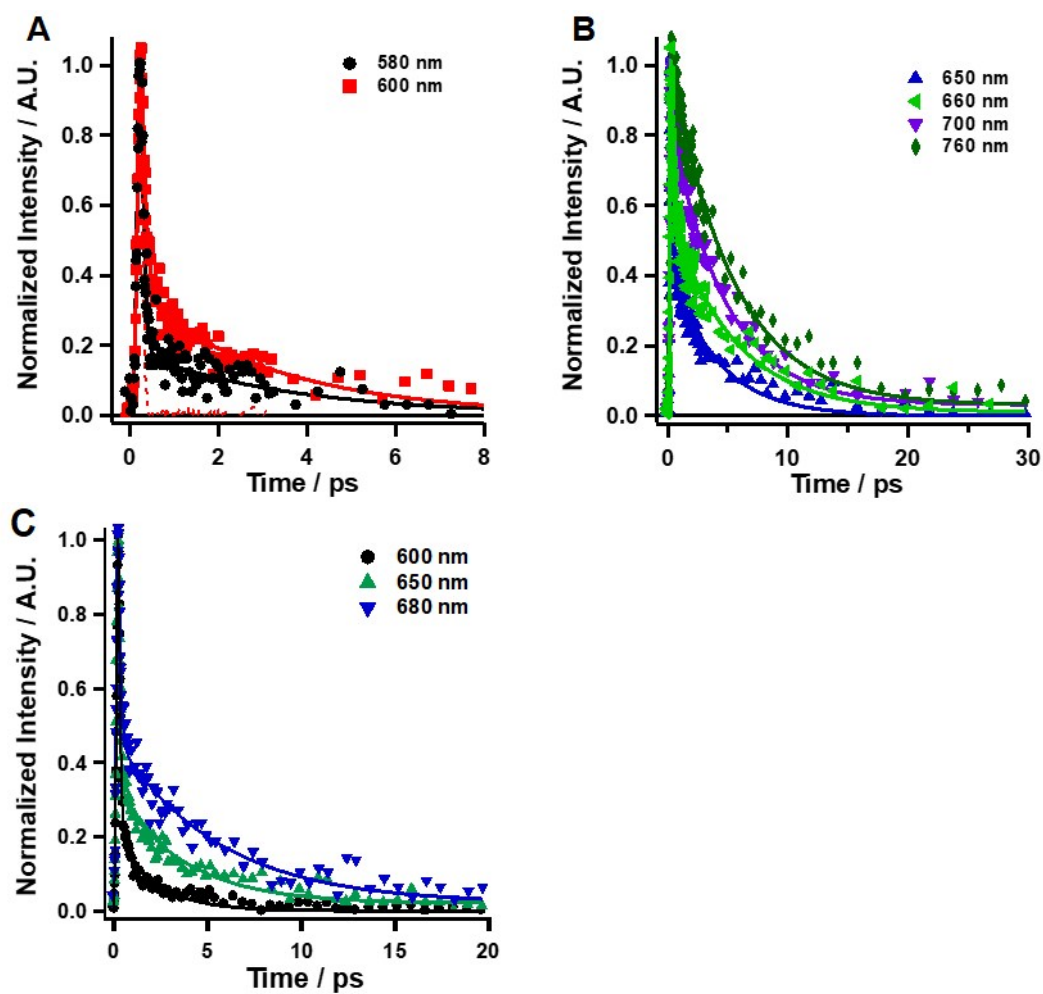 A
Normalized Intensity / A.U.
1.0
0.8
0.6
0.4
0.2
0.0
580 nm
600 nm
0 2 4 6 8
Time / ps
B
Normalized Intensity / A.U.
1.0
0.8
0.6
0.4
0.2
0.0
650 nm
660 nm
700 nm
760 nm
0 10 20 30
Time / ps
C
Normalized Intensity / A.U.
1.0
0.8
0.6
0.4
0.2
0.0
600 nm
650 nm
680 nm
0 5 10 15 20
Time / ps